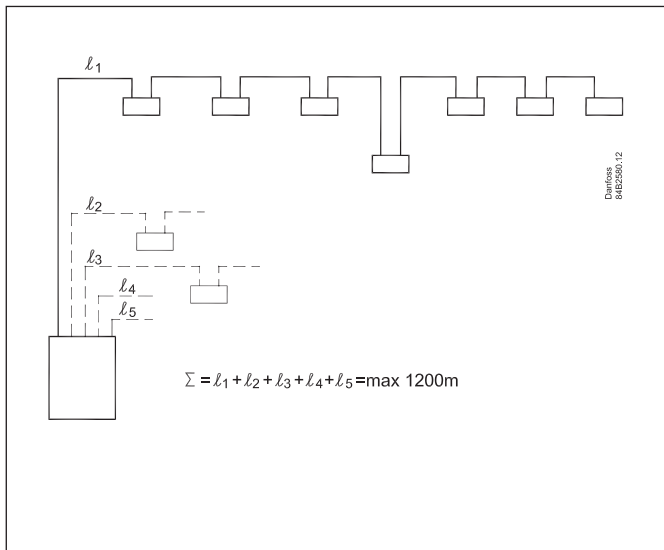 ℓ1
Danfoss
84B2580.12
ℓ2
ℓ3
ℓ4
ℓ5
Σ = ℓ1 + ℓ2 + ℓ3 + ℓ4 + ℓ5 = max 1200m